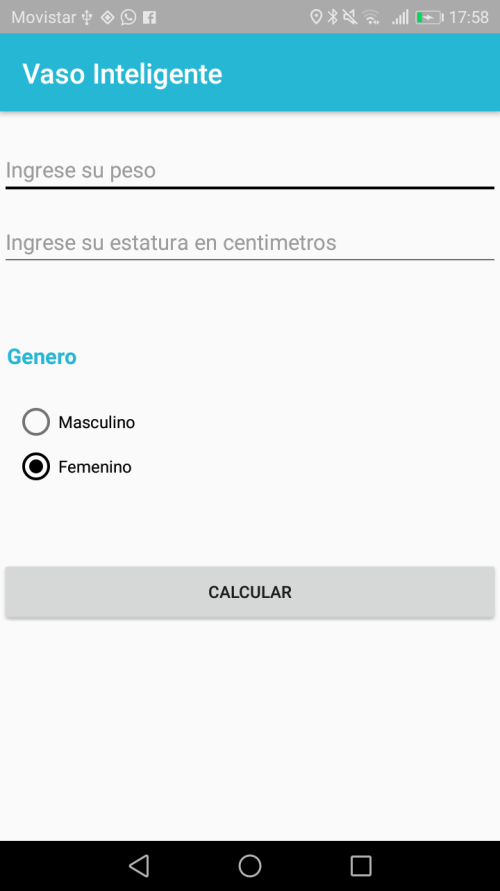 Movistar 17:58
Vaso Inteligente
Ingrese su peso
Ingrese su estatura en centimetros
Genero
Masculino
Femenino
CALCULAR